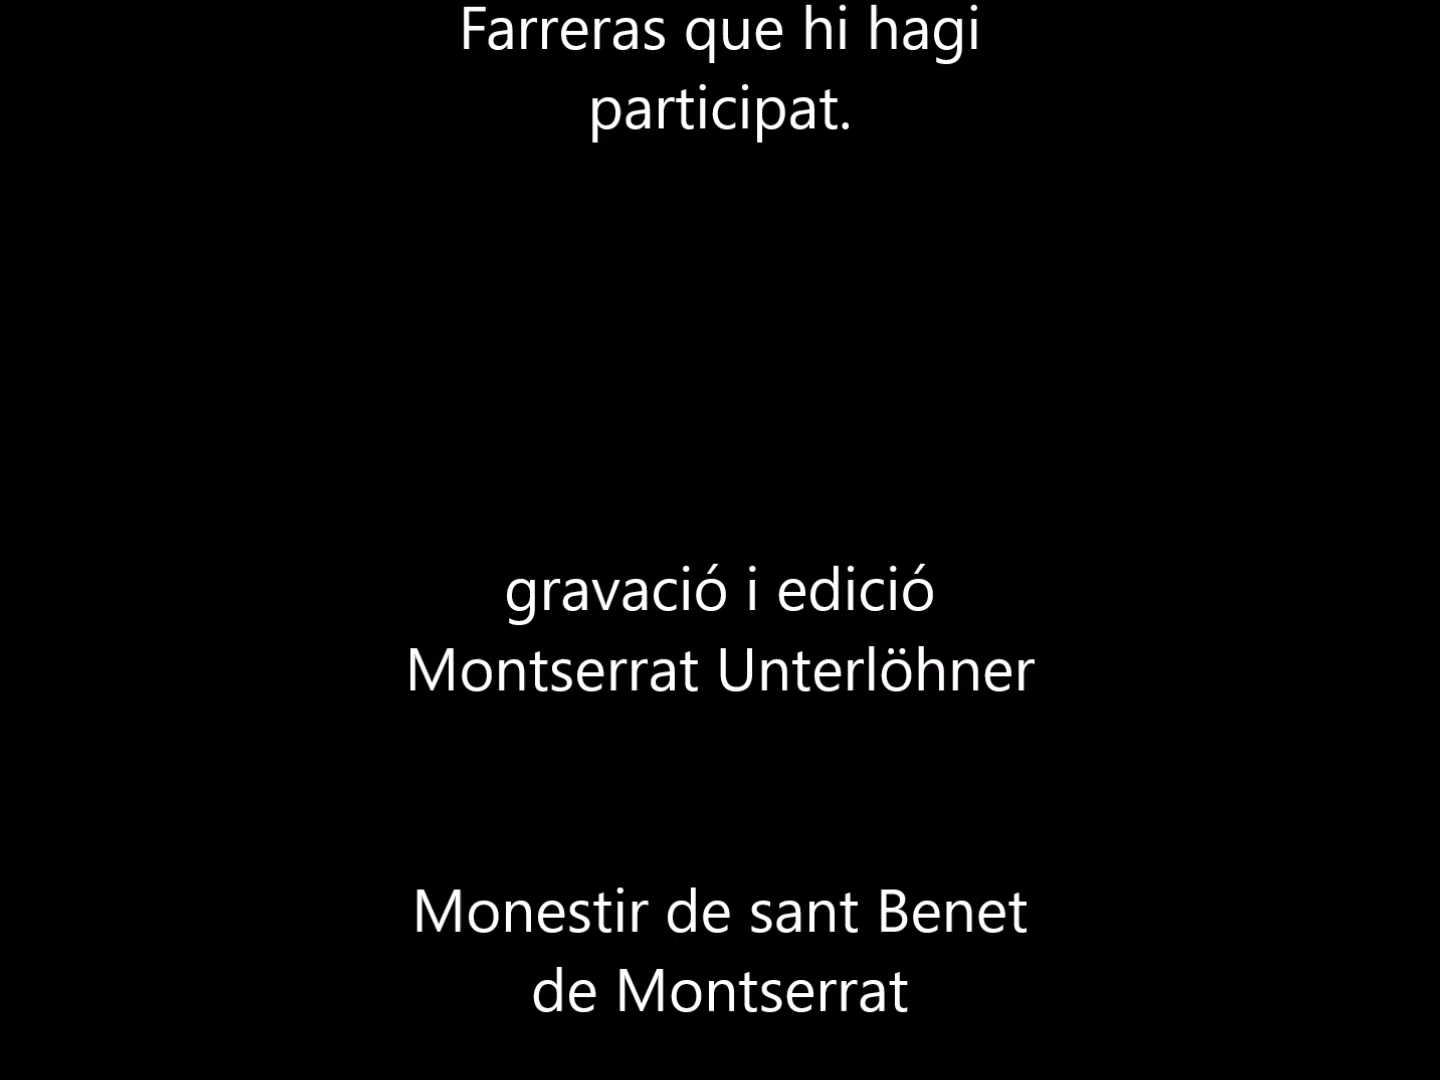 Farreras que hi hagi
participat.
gravació i edició
Montserrat Unterlöhner
Monestir de sant Benet
de Montserrat